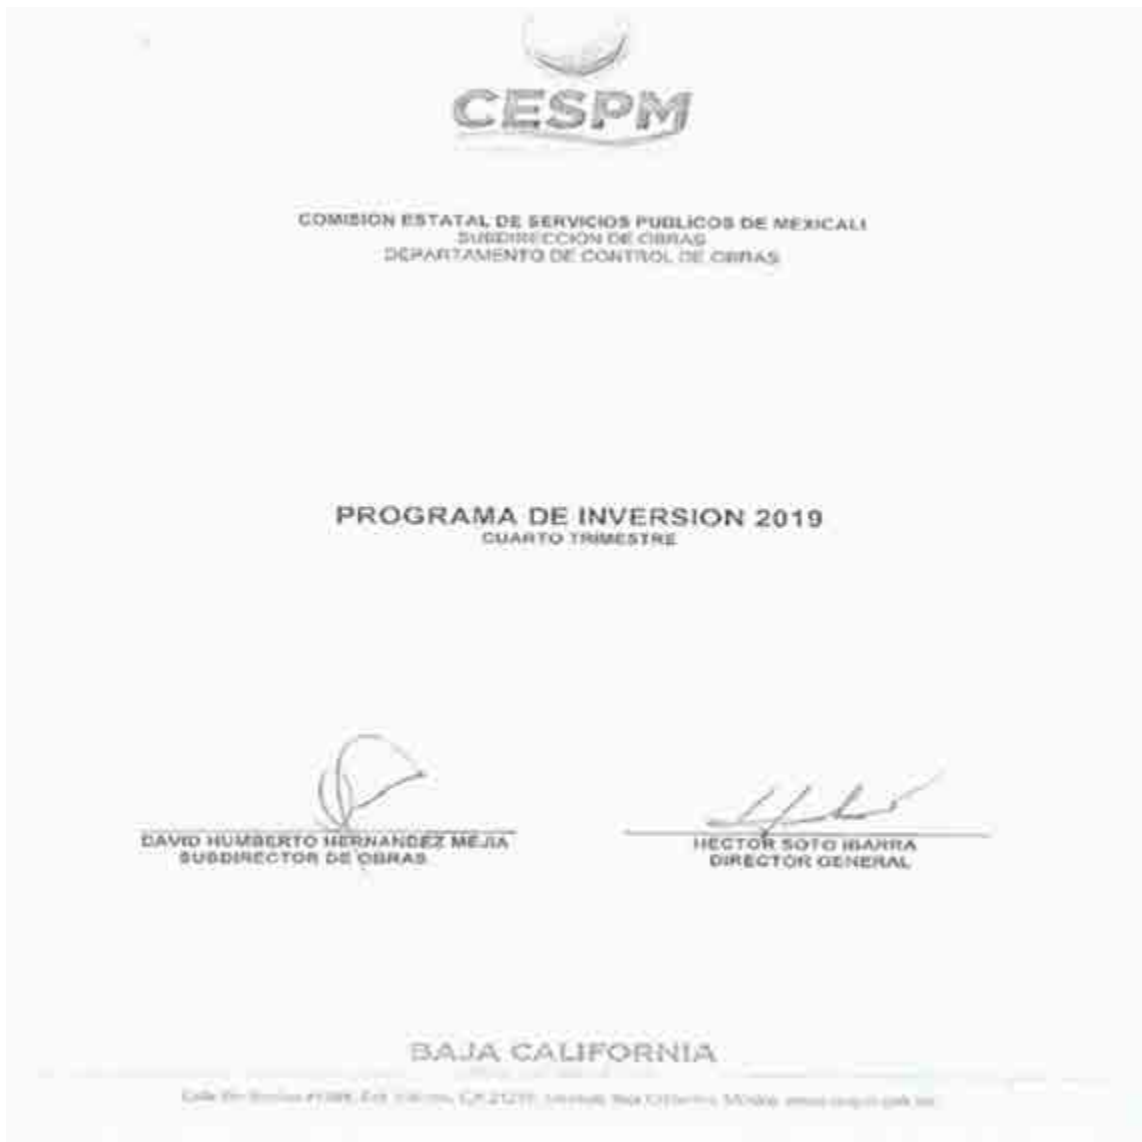 CESPM
COMISION ESTATAL DE SERVICIOS PUBLICOS DE MEXICALI
SUBDIRECCION DE OBRAS
DEPARTAMENTO DE CONTROL DE OBRAS
PROGRAMA DE INVERSION 2019
CUARTO TRIMESTRE
DAVID HUMBERTO HERNANDEZ MEJIA
SUBDIRECTOR DE OBRAS
HECTOR SOTO IBARRA
DIRECTOR GENERAL
BAJA CALIFORNIA